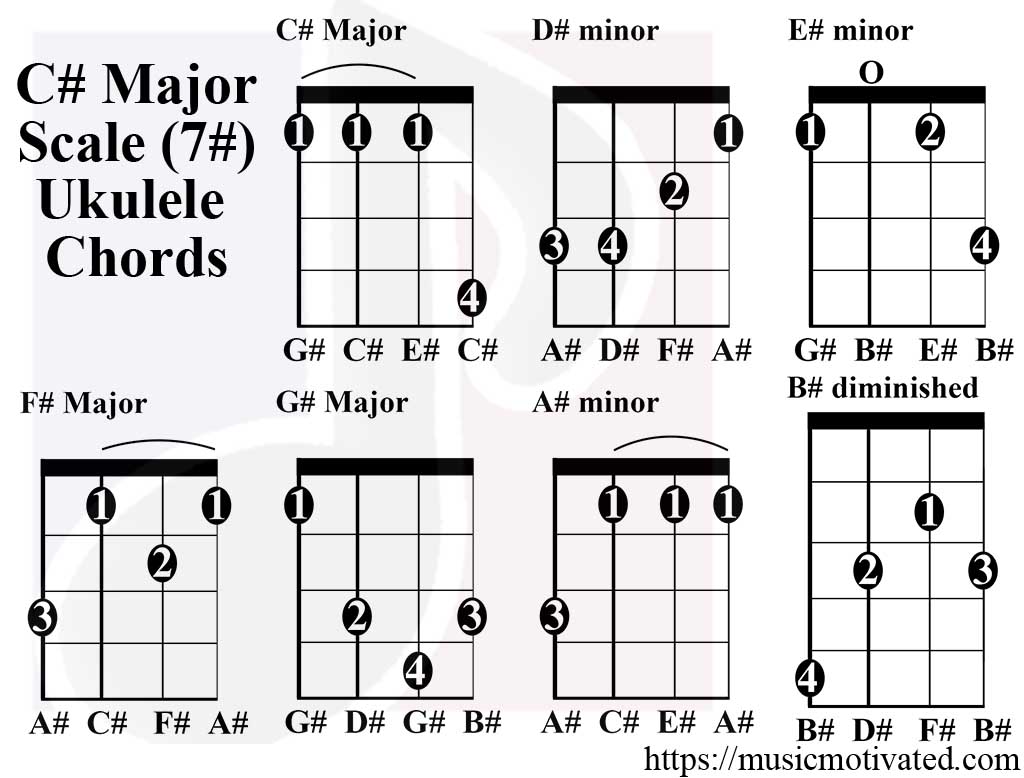 C# Major
Scale (7#)
Ukulele
Chords
C# Major
1 1 1
4
G# C# E# C#
D# minor
1
2
3 4
A# D# F# A#
E# minor
O
1 2
4
G# B# E# B#
F# Major
1 1
2
3
A# C# F# A#
G# Major
1
2 3
4
G# D# G# B#
A# minor
1 1 1
3
A# C# E# A#
B# diminished
1
2 3
4
B# D# F# B#
https://musicmotivated.com